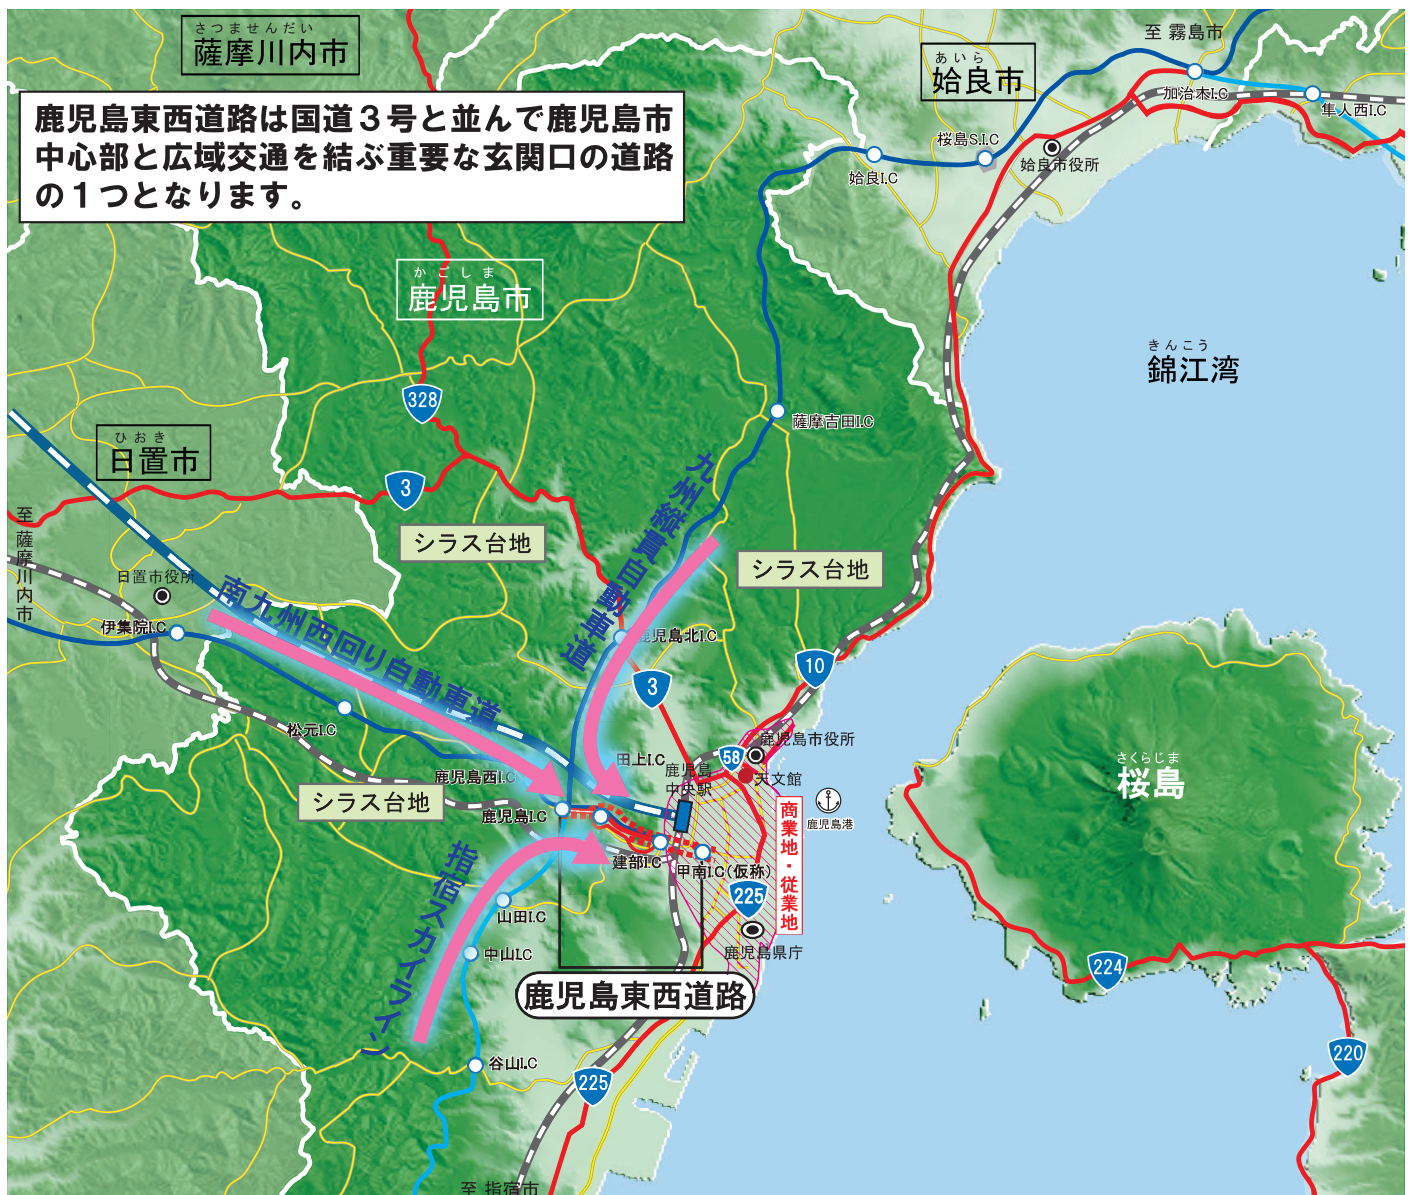 さつませんだい
薩摩川内市
至 霧島市
あいら
姶良市
加治木I.C
隼人西I.C
鹿児島東西道路は国道３号と並んで鹿児島市
中心部と広域交通を結ぶ重要な玄関口の道路
の１つとなります。
桜島S.I.C
姶良市役所
姶良I.C
かごしま
鹿児島市
きんこう
錦江湾
328
薩摩吉田I.C
ひおき
日置市
3
至 薩摩川内市
シラス台地
九州縦貫自動車道
シラス台地
日置市役所
伊集院I.C
南九州西回り自動車道
鹿児島北I.C
10
3
松元I.C
鹿児島市役所
58
田上I.C
鹿児島
中央駅
天文館
鹿児島西I.C
さくらじま
桜島
シラス台地
鹿児島I.C
商業地・従業地
鹿児島港
建部I.C
甲南I.C(仮称)
指宿スカイライン
225
山田I.C
鹿児島県庁
中山I.C
224
鹿児島東西道路
谷山I.C
225
220
至 指宿市